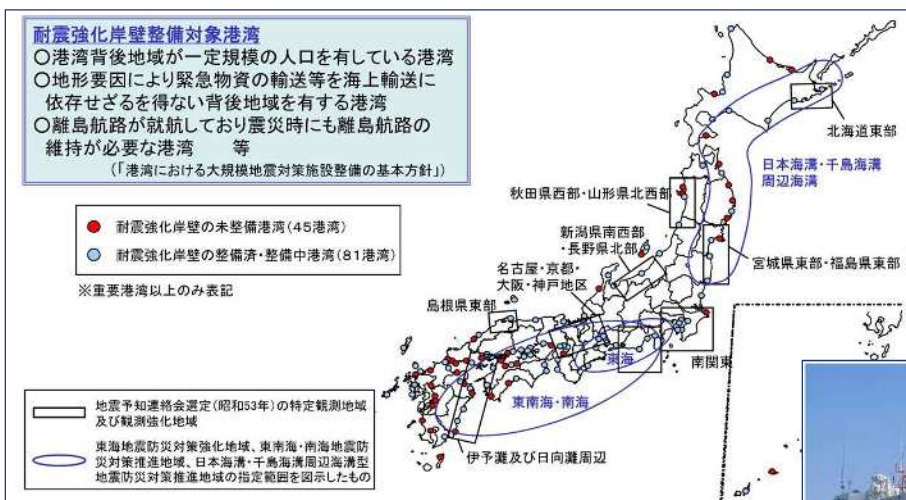 耐震強化岸壁整備対象港湾
〇港湾背後地域が一定規模の人口を有している港湾
〇地形要因により緊急物資の輸送等を海上輸送に
依存せざるを得ない背後地域を有する港湾
〇離島航路が就航しており震災時にも離島航路の
維持が必要な港湾　　等
(「港湾における大規模地震対策施設整備の基本方針」)
耐震強化岸壁の未整備港湾(45港湾)
耐震強化岸壁の整備済・整備中港湾(81港湾)
※重要港湾以上のみ表記
北海道東部
日本海溝・千島海溝
周辺海溝
秋田県西部・山形県北西部
新潟県南西部
・長野県北部
宮城県東部・福島県東部
名古屋・京都・
大阪・神戸地区
島根県東部
東海
南関東
東南海・南海
伊予灘及び日向灘周辺
地震予知連絡会選定(昭和53年)の特定観測地域
及び観測強化地域
東海地震防災対策強化地域、東南海・南海地震防
災対策推進地域、日本海溝・千島海溝周辺海溝型
地震防災対策推進地域の指定範囲を図示したもの